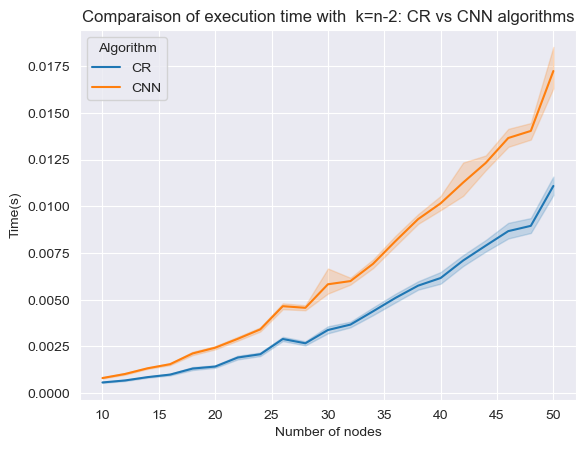 Comparaison of execution time with  k=n-2: CR vs CNN algorithms
Algorithm
CR
CNN
Time(s)
0.0175
0.0150
0.0125
0.0100
0.0075
0.0050
0.0025
0.0000
10 15 20 25 30 35 40 45 50
Number of nodes